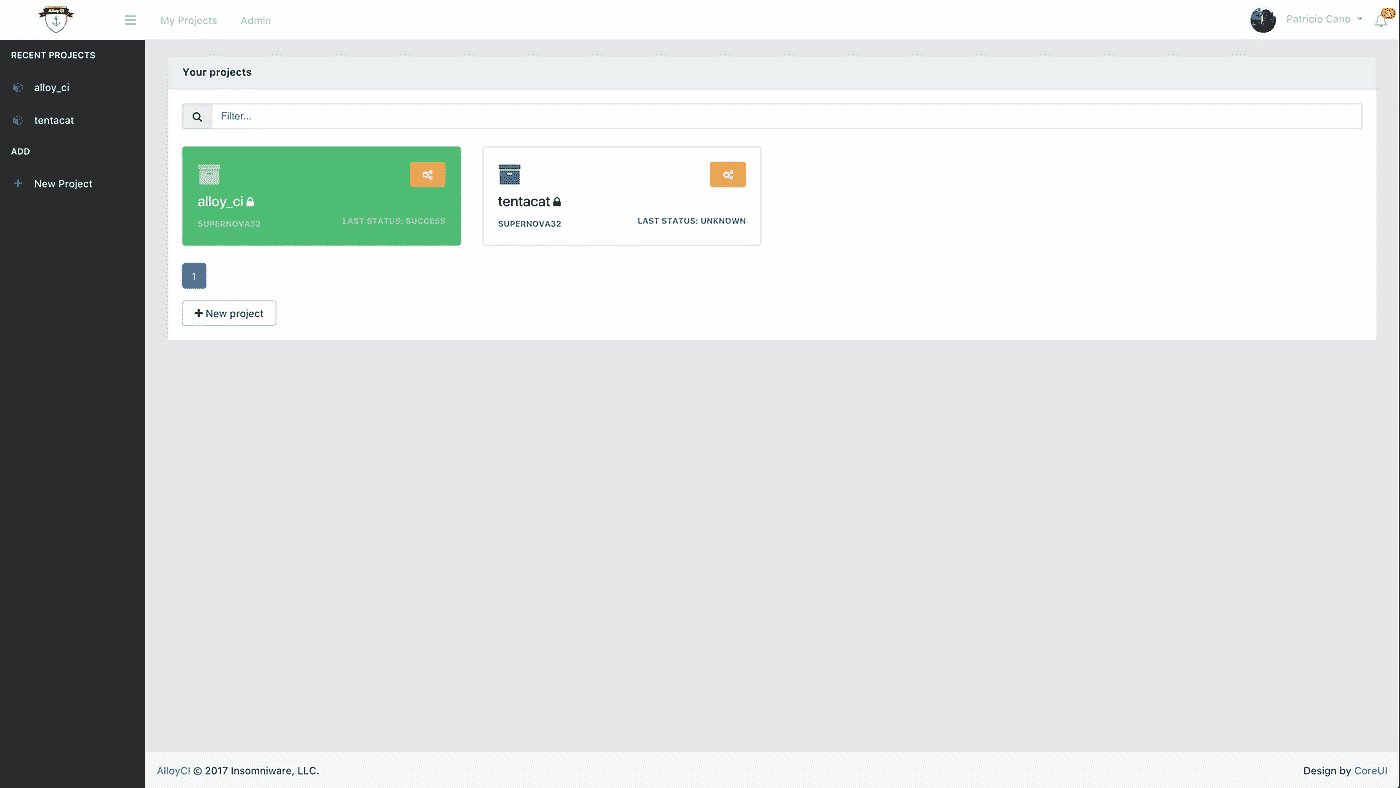 Alloy CI
My Projects Admin
Patricio Cano
RECENT PROJECTS
alloy_ci
tentacat
ADD
New Project
Your projects
Filter...
alloy_ci
SUPERNOVA32
LAST STATUS: SUCCESS
tentacat
SUPERNOVA32
LAST STATUS: UNKNOWN
1
New project
AlloyCI © 2017 Insomniware, LLC.
Design by CoreUI